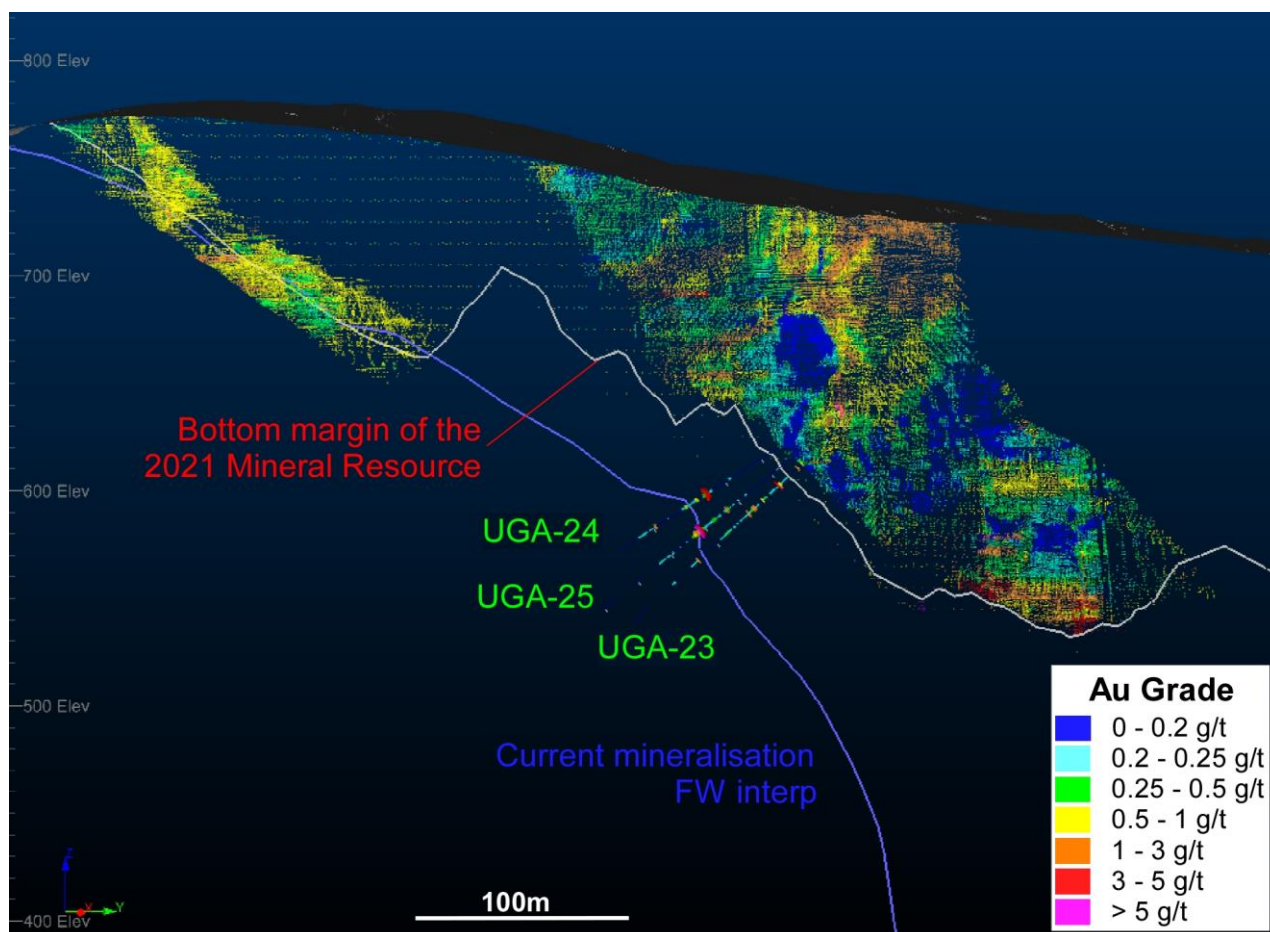 800 Elev
700 Elev
Bottom margin of the
2021 Mineral Resource
600 Elev
UGA-24
UGA-25
UGA-23
500 Elev
Current mineralisation
FW interp
400 Elev
Z
X
Y
100m
Au Grade
0 - 0.2 g/t
0.2 - 0.25 g/t
0.25 - 0.5 g/t
0.5 - 1 g/t
1 - 3 g/t
3 - 5 g/t
> 5 g/t